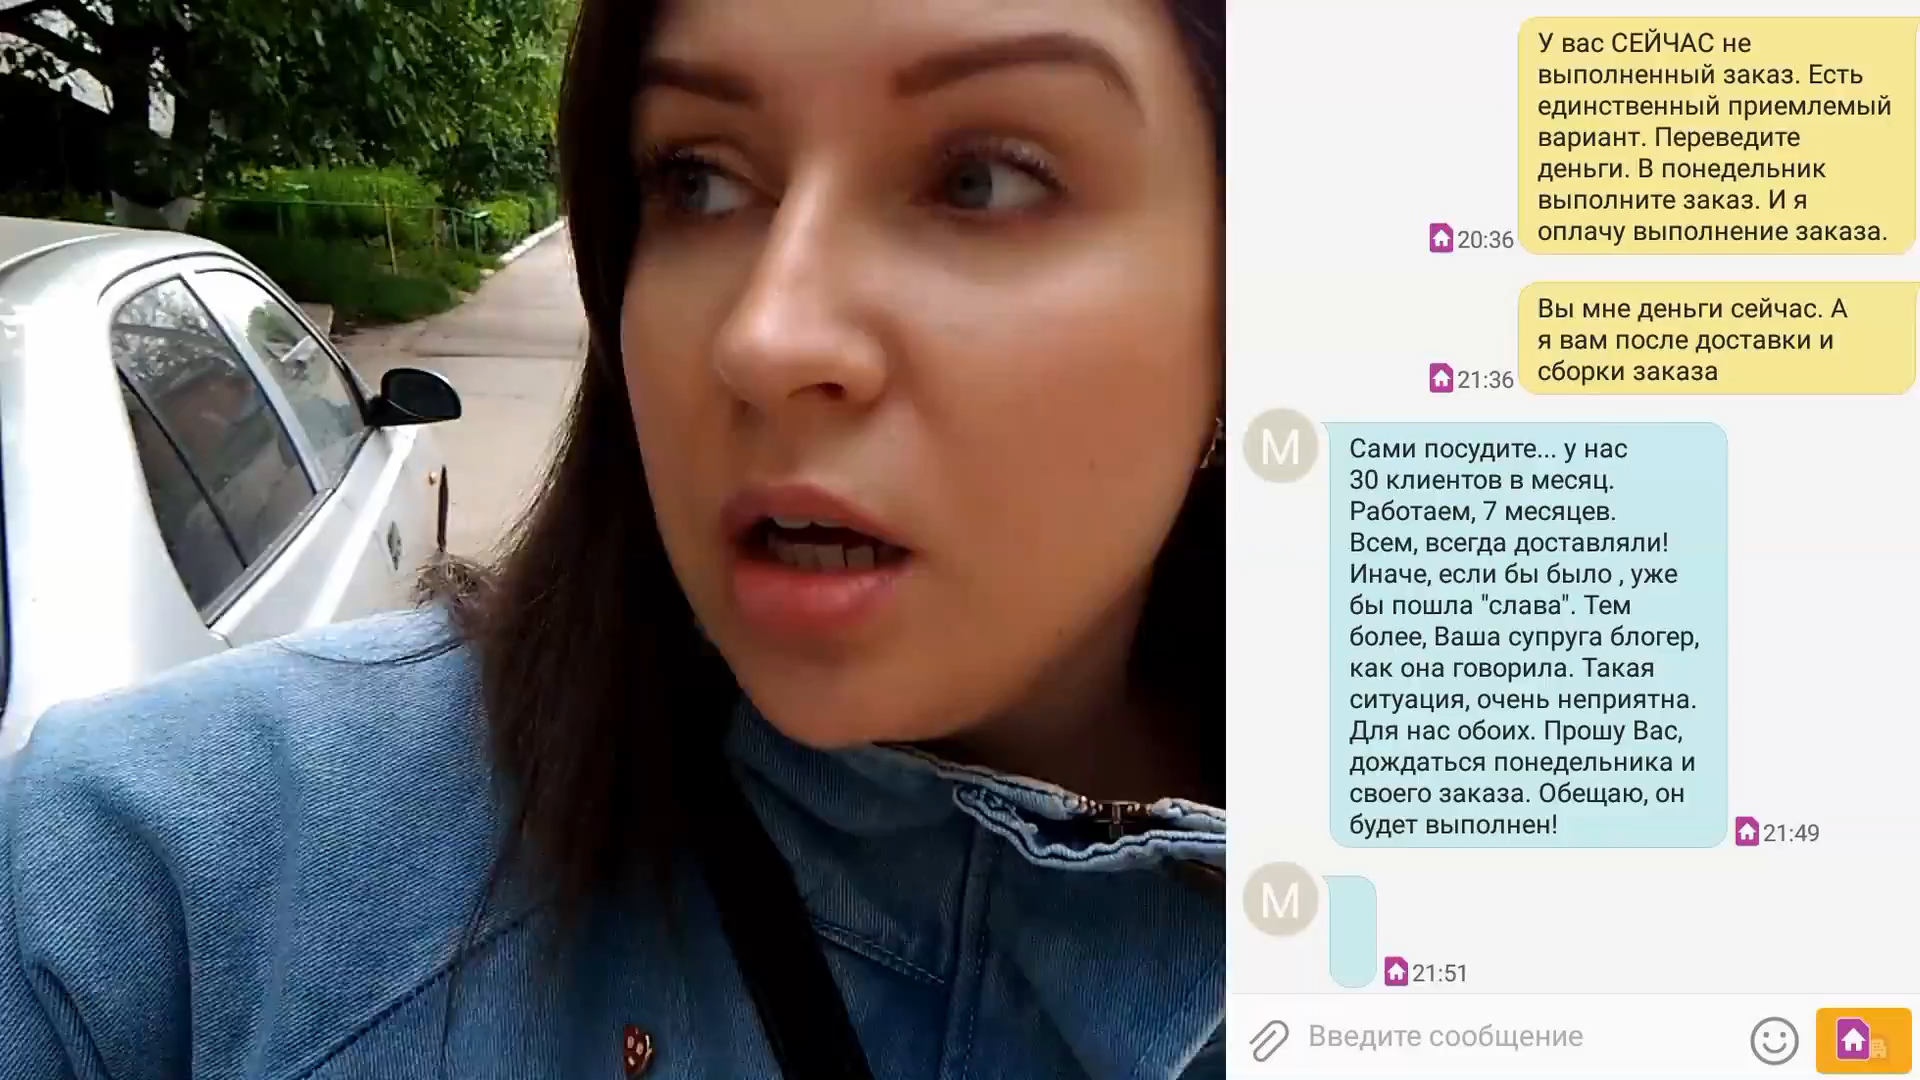 У вас СЕЙЧАС не
выполненный заказ. Есть
единственный приемлемый
вариант. Переведите
деньги. В понедельник
выполните заказ. И я
оплачу выполнение заказа.
20:36
Вы мне деньги сейчас. А
я вам после доставки и
сборки заказа
21:36
М
Сами посудите... у нас
30 клиентов в месяц.
Работаем, 7 месяцев.
Всем, всегда доставляли!
Иначе, если бы было , уже
бы пошла "слава". Тем
более, Ваша супруга блогер,
как она говорила. Такая
ситуация, очень неприятна.
Для нас обоих. Прошу Вас,
дождаться понедельника и
своего заказа. Обещаю, он
будет выполнен!
21:49
М
21:51
Введите сообщение